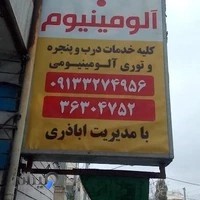 آلومینیوم
کلیه خدمات درب و پنجره
و توری آلومینیومی
۰۹۱۳۳۲۷۴۹۵۶
۳۶۳۰۴۷۵۲
با مدیریت اباذری